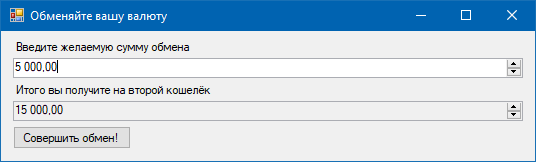 Обменяйте вашу валюту
Введите желаемую сумму обмена
5 000,00
Итого вы получите на второй кошелёк
15 000,00
Совершить обмен!